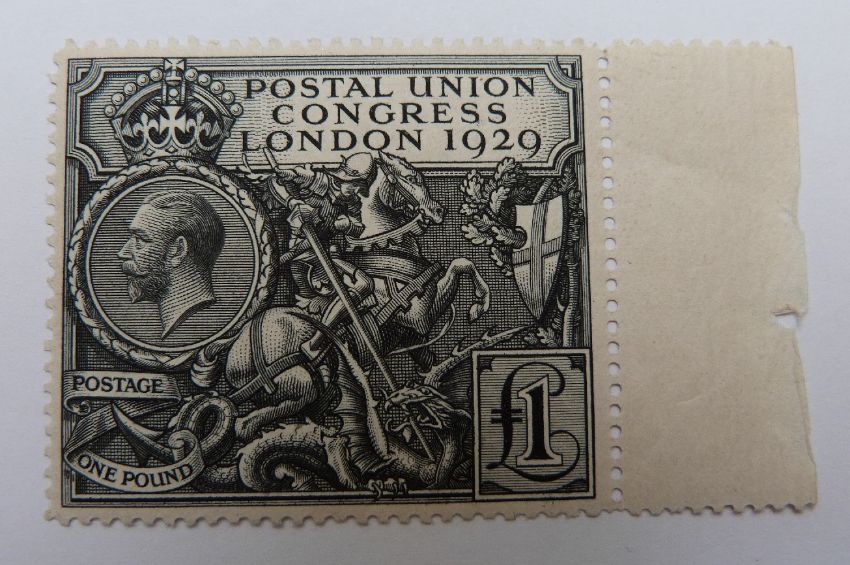 POSTAL UNION
CONGRESS
LONDON 1929
POSTAGE
ONE POUND
£1